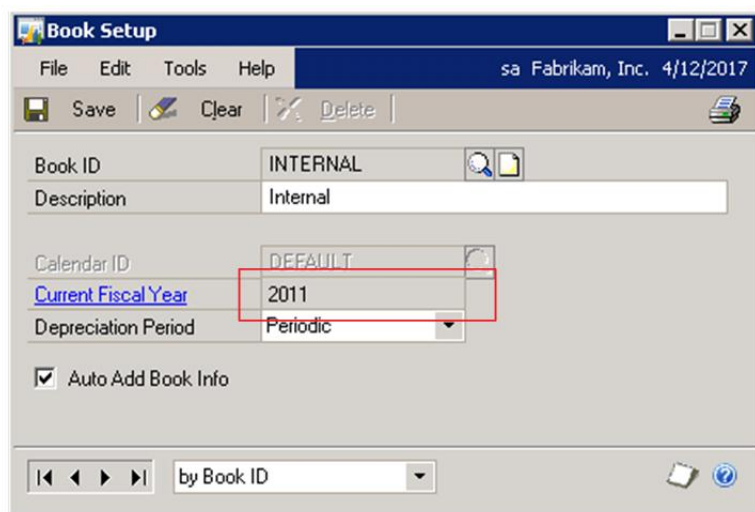 Book Setup
File Edit Tools Help sa Fabrikam, Inc. 4/12/2017
Save Clear Delete
Book ID INTERNAL
Description Internal
Calendar ID DEFAULT
Current Fiscal Year 2011
Depreciation Period Periodic
Auto Add Book Info
by Book ID